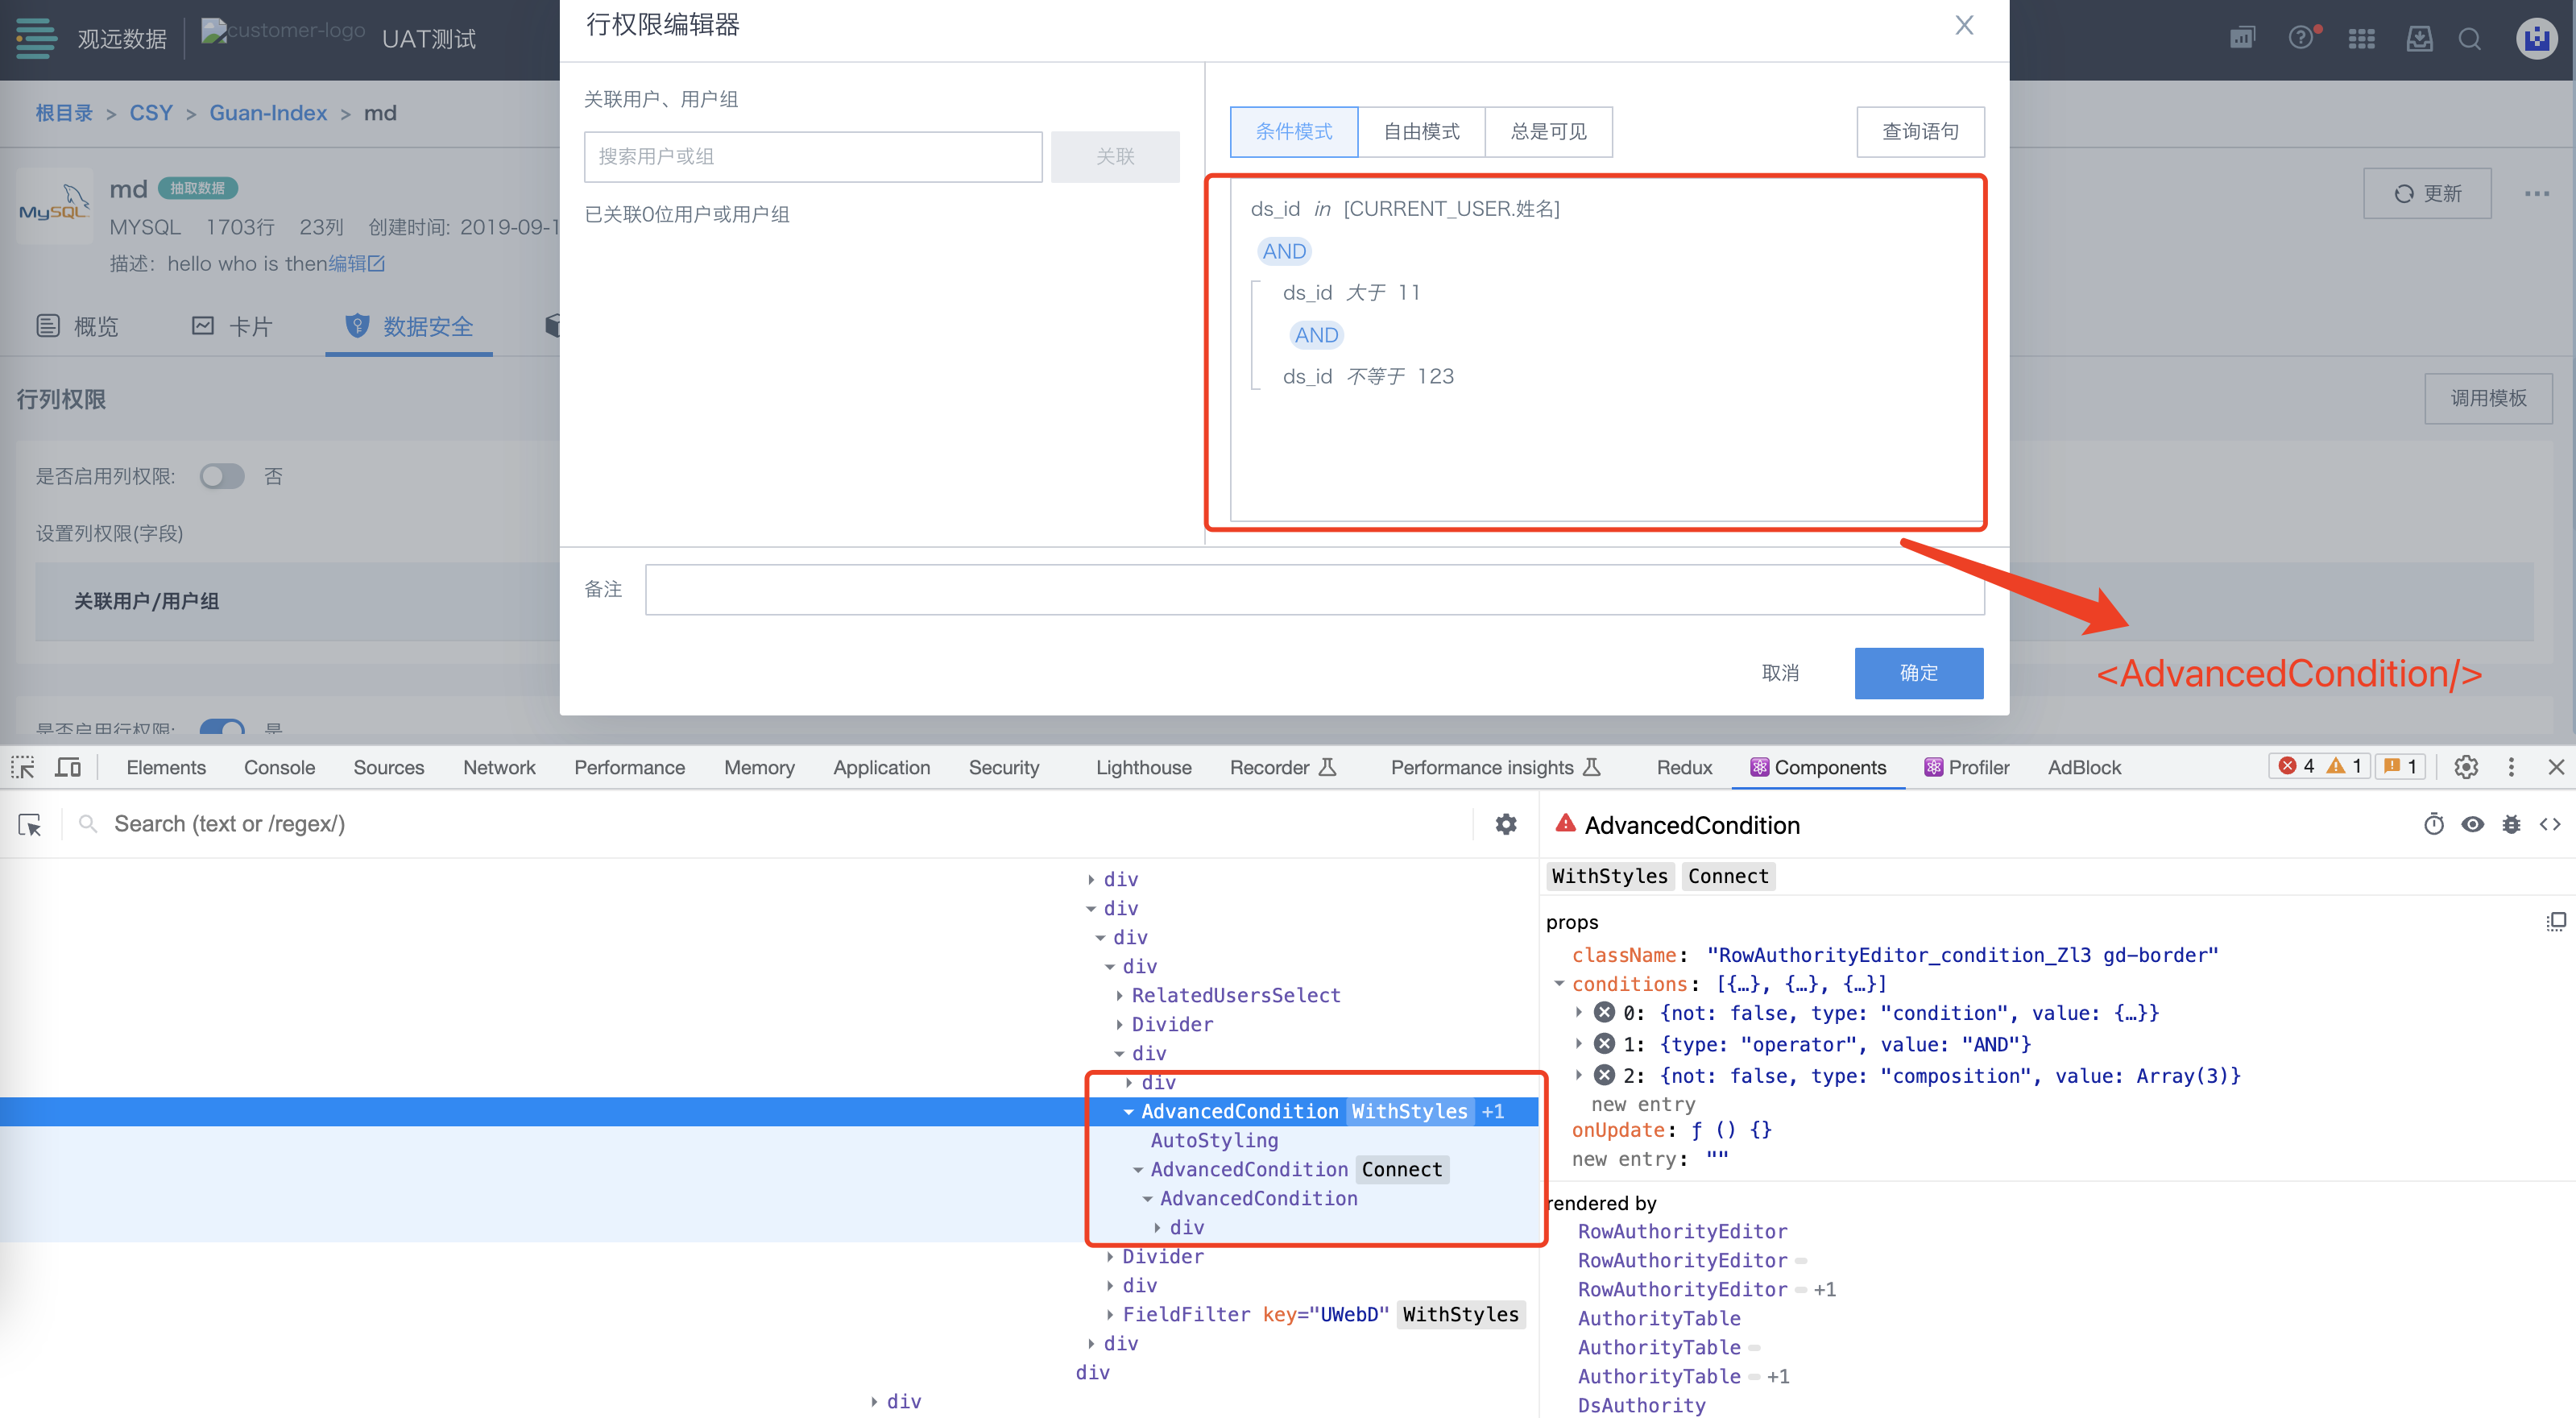 观远数据
customer-logo
UAT测试
根目录 > CSY > Guan-Index > md
MySQL
md 抽取数据
MYSQL 1703行 23列 创建时间: 2019-09-1
描述: hello who is then编辑
更新
概览 卡片 数据安全
行列权限
调用模板
是否启用列权限: 否
设置列权限(字段)
关联用户/用户组
是否启用行权限: 是
行权限编辑器
关联用户、用户组
搜索用户或组
关联
已关联0位用户或用户组
条件模式 自由模式 总是可见
查询语句
ds_id in [CURRENT_USER.姓名]
AND
ds_id 大于 11
AND
ds_id 不等于 123
备注
取消 确定
<AdvancedCondition/>
Elements Console Sources Network Performance Memory Application Security Lighthouse Recorder Performance insights Redux Components Profiler AdBlock 4 1 1
Search (text or /regex/)
div
div
div
div
RelatedUsersSelect
Divider
div
div
AdvancedCondition WithStyles +1
AutoStyling
AdvancedCondition Connect
AdvancedCondition
div
Divider
div
FieldFilter key="UWebD" WithStyles
div
div
div
AdvancedCondition
WithStyles Connect
props
className: "RowAuthorityEditor_condition_Zl3 gd-border"
conditions: [{…}, {…}, {…}]
0: {not: false, type: "condition", value: {…}}
1: {type: "operator", value: "AND"}
2: {not: false, type: "composition", value: Array(3)}
new entry
onUpdate: ƒ () {}
new entry: ""
rendered by
RowAuthorityEditor
RowAuthorityEditor
RowAuthorityEditor +1
AuthorityTable
AuthorityTable
AuthorityTable +1
DsAuthority